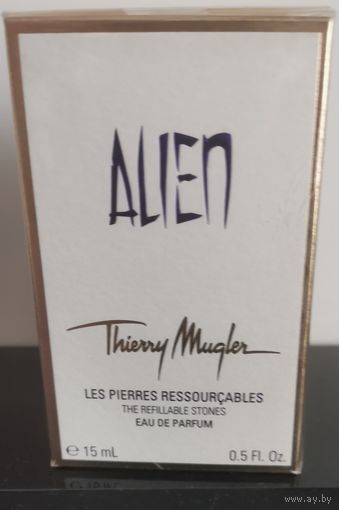 ALIEN
Thierry Mugler
LES PIERRES RESSOURÇABLES
THE REFILLABLE STONES
EAU DE PARFUM
℮ 15 mL 0.5 Fl. Oz.
www.ay.by